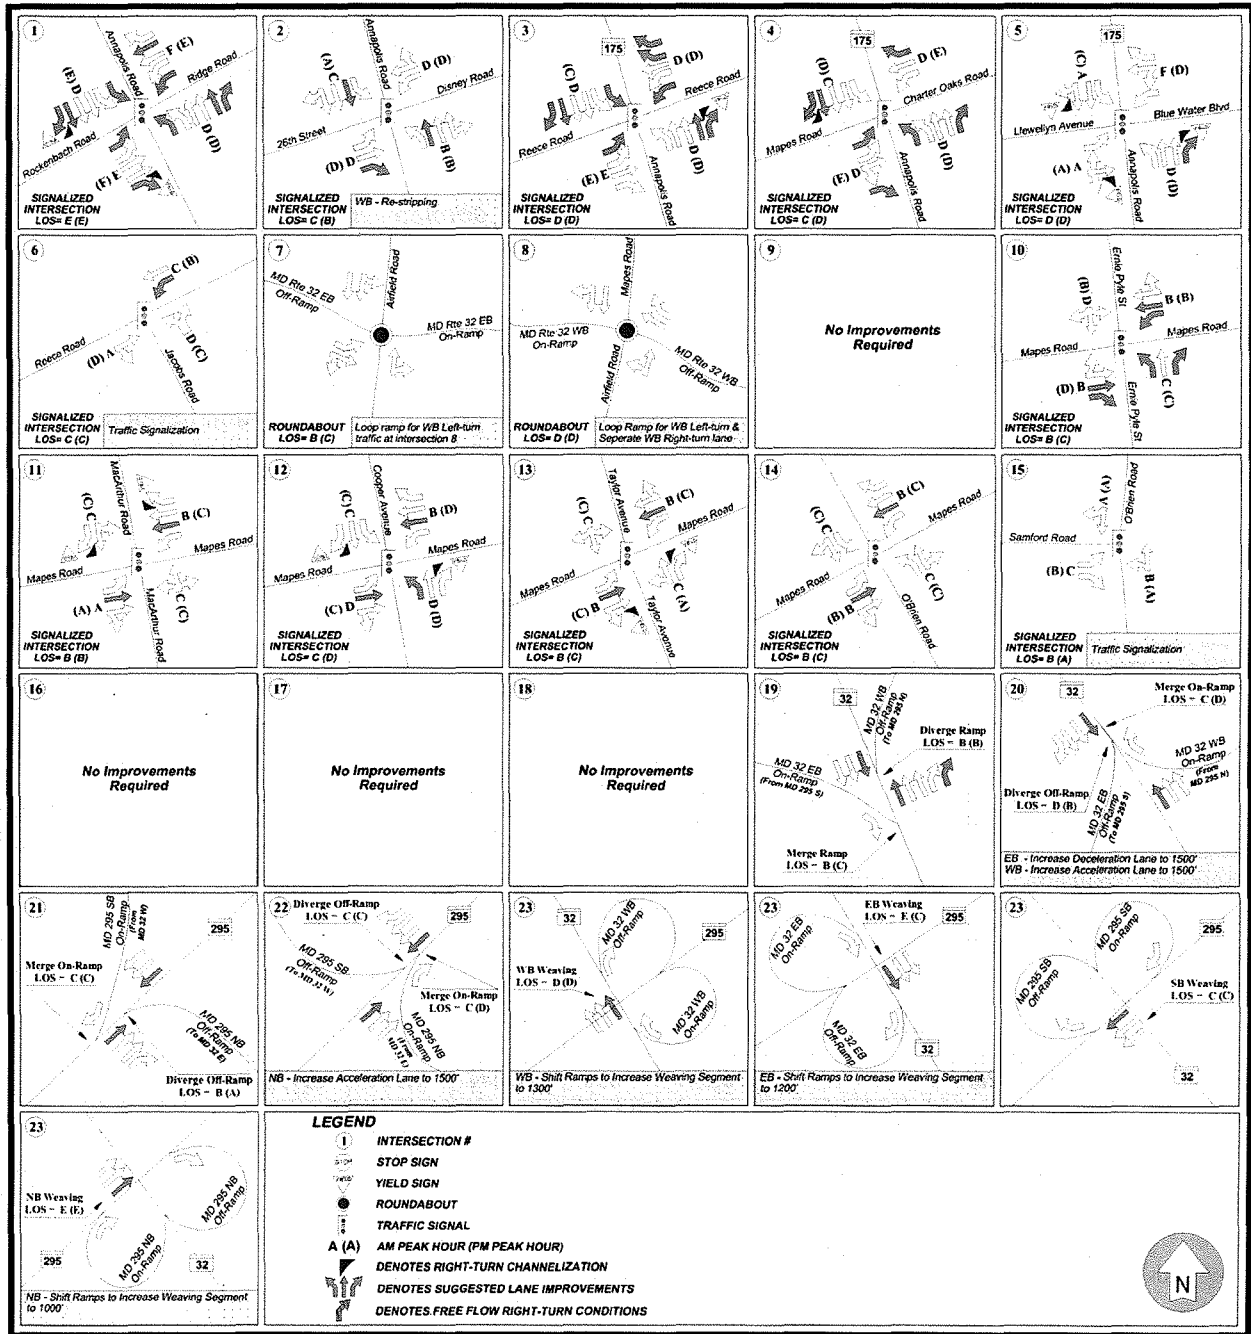 1
Annapolis Road
F (E)
Ridge Road
(E) D
D (D)
Rockenbach Road
(F) E
SIGNALIZED
INTERSECTION
LOS= E (E)
2
Annapolis Road
(A) C
D (D)
Disney Road
26th Street
(D) D
B (B)
SIGNALIZED
INTERSECTION
LOS= C (B)
WB - Re-stripping
3
175
D (D)
(C) D
Reece Road
Reece Road
(E) E
D (D)
Annapolis Road
SIGNALIZED
INTERSECTION
LOS= D (D)
4
175
D (E)
(D) C
Charter Oaks Road
Mapes Road
(E) D
D (D)
Annapolis Road
SIGNALIZED
INTERSECTION
LOS= C (D)
5
175
(C) A
F (D)
Blue Water Blvd
Llewellyn Avenue
(A) A
D (D)
Annapolis Road
SIGNALIZED
INTERSECTION
LOS= D (D)
6
C (B)
Reece Road
(D) A
D (C)
Jacobs Road
SIGNALIZED
INTERSECTION
LOS= C (C)
Traffic Signalization
7
Airfield Road
MD Rte 32 EB
Off-Ramp
MD Rte 32 EB
On-Ramp
ROUNDABOUT
LOS= B (C)
Loop ramp for WB Left-turn
traffic at intersection 8
8
Mapes Road
MD Rte 32 WB
On-Ramp
MD Rte 32 WB
Off-Ramp
Airfield Road
ROUNDABOUT
LOS= D (D)
Loop Ramp for WB Left-turn &
Seperate WB Right-turn lane
9
No Improvements
Required
10
Ernie Pyle St
(B) D
B (B)
Mapes Road
Mapes Road
(D) B
C (C)
Ernie Pyle St
SIGNALIZED
INTERSECTION
LOS= B (C)
11
MacArthur Road
(C) C
B (C)
Mapes Road
Mapes Road
(A) A
C (C)
MacArthur Road
SIGNALIZED
INTERSECTION
LOS= B (B)
12
Cooper Avenue
(C) C
B (D)
Mapes Road
Mapes Road
(C) D
D (D)
SIGNALIZED
INTERSECTION
LOS= C (D)
13
Taylor Avenue
(C) C
B (C)
Mapes Road
Mapes Road
(C) B
C (A)
Taylor Avenue
SIGNALIZED
INTERSECTION
LOS= B (C)
14
B (C)
(C) C
Mapes Road
Mapes Road
(B) B
C (C)
O'Brien Road
SIGNALIZED
INTERSECTION
LOS= B (C)
15
A (A)
O'Brien Road
Samford Road
(B) C
B (A)
SIGNALIZED
INTERSECTION
LOS= B (A)
Traffic Signalization
16
No Improvements
Required
17
No Improvements
Required
18
No Improvements
Required
19
32
MD 32 WB
Off-Ramp
(To MD 295 N)
Diverge Ramp
LOS ~ B (B)
MD 32 EB
On-Ramp
(From MD 295 S)
Merge Ramp
LOS ~ B (C)
20
32
Merge On-Ramp
LOS ~ C (D)
MD 32 WB
On-Ramp
(From
MD 295 N)
Diverge Off-Ramp
LOS ~ D (B)
MD 32 EB
Off-Ramp
(To MD 295 S)
EB - Increase Deceleration Lane to 1500'
WB - Increase Acceleration Lane to 1500'
21
MD 295 SB
On-Ramp
(From
MD 32 W)
295
Merge On-Ramp
LOS ~ C (C)
MD 295 NB
Off-Ramp
(To MD 32 E)
Diverge Off-Ramp
LOS ~ B (A)
22
Diverge Off-Ramp
LOS ~ C (C)
295
MD 295 SB
Off-Ramp
(To MD 32 W)
Merge On-Ramp
LOS ~ C (D)
MD 295 NB
On-Ramp
(From
MD 32 E)
NB - Increase Acceleration Lane to 1500'
23
32
MD 32 WB
Off-Ramp
295
WB Weaving
LOS ~ D (D)
MD 32 WB
On-Ramp
WB - Shift Ramps to Increase Weaving Segment
to 1300'
23
EB Weaving
LOS ~ E (C)
MD 32 EB
On-Ramp
295
MD 32 EB
Off-Ramp
32
EB - Shift Ramps to Increase Weaving Segment
to 1200'
23
MD 295 SB
On-Ramp
295
MD 295 SB
Off-Ramp
SB Weaving
LOS ~ C (C)
32
23
NB Weaving
LOS ~ E (E)
MD 295 NB
Off-Ramp
MD 295 NB
On-Ramp
295
32
NB - Shift Ramps to Increase Weaving Segment
to 1000'
LEGEND
1 INTERSECTION #
STOP STOP SIGN
YIELD YIELD SIGN
ROUNDABOUT
TRAFFIC SIGNAL
A (A) AM PEAK HOUR (PM PEAK HOUR)
DENOTES RIGHT-TURN CHANNELIZATION
DENOTES SUGGESTED LANE IMPROVEMENTS
DENOTES FREE FLOW RIGHT-TURN CONDITIONS
N